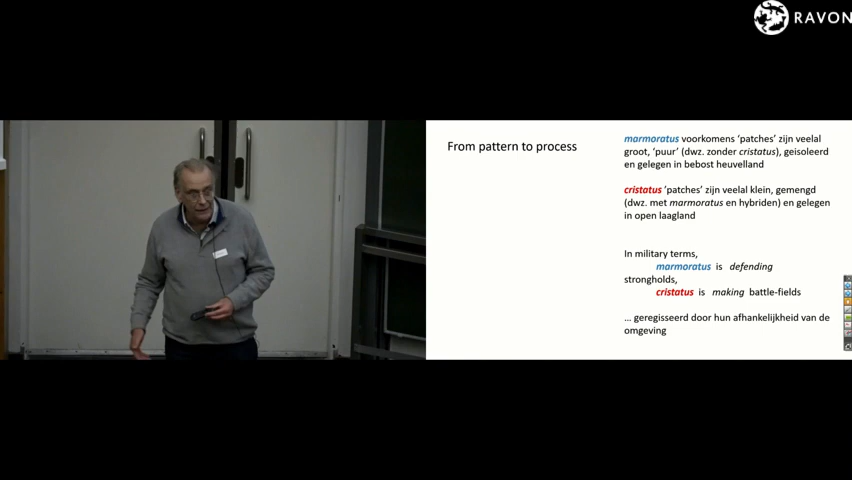 RAVON
From pattern to process
marmoratus voorkomens ‘patches’ zijn veelal
groot, ‘puur’ (dwz. zonder cristatus), geisoleerd
en gelegen in bebost heuvelland
cristatus ‘patches’ zijn veelal klein, gemengd
(dwz. met marmoratus en hybriden) en gelegen
in open laagland
In military terms,
marmoratus is defending
strongholds,
cristatus is making battle-fields
... geregisseerd door hun afhankelijkheid van de
omgeving